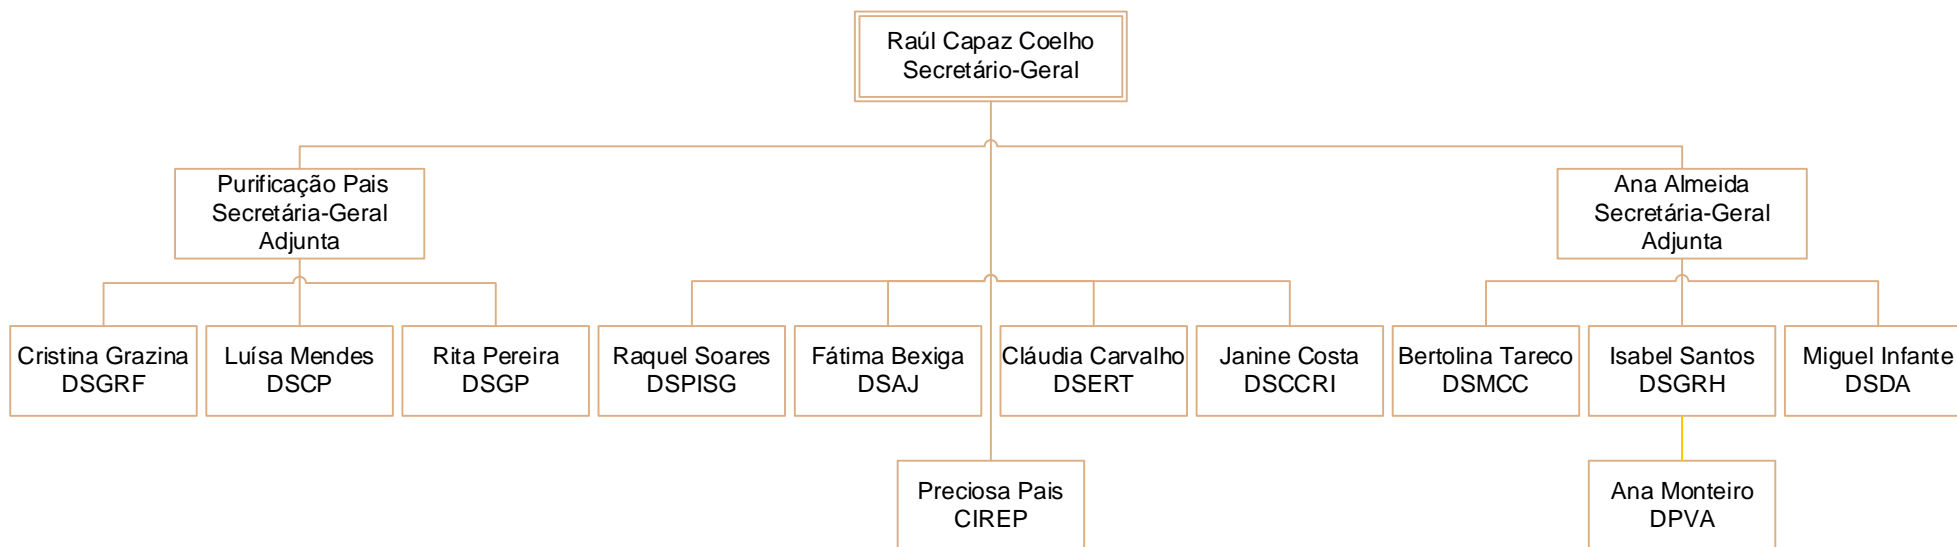 Raúl Capaz Coelho
Secretário-Geral
Purificação Pais
Secretária-Geral
Adjunta
Ana Almeida
Secretária-Geral
Adjunta
Cristina Grazina
DSGRF
Luísa Mendes
DSCP
Rita Pereira
DSGP
Raquel Soares
DSPISG
Fátima Bexiga
DSAJ
Cláudia Carvalho
DSERT
Janine Costa
DSCCRI
Bertolina Tareco
DSMCC
Isabel Santos
DSGRH
Miguel Infante
DSDA
Preciosa Pais
CIREP
Ana Monteiro
DPVA